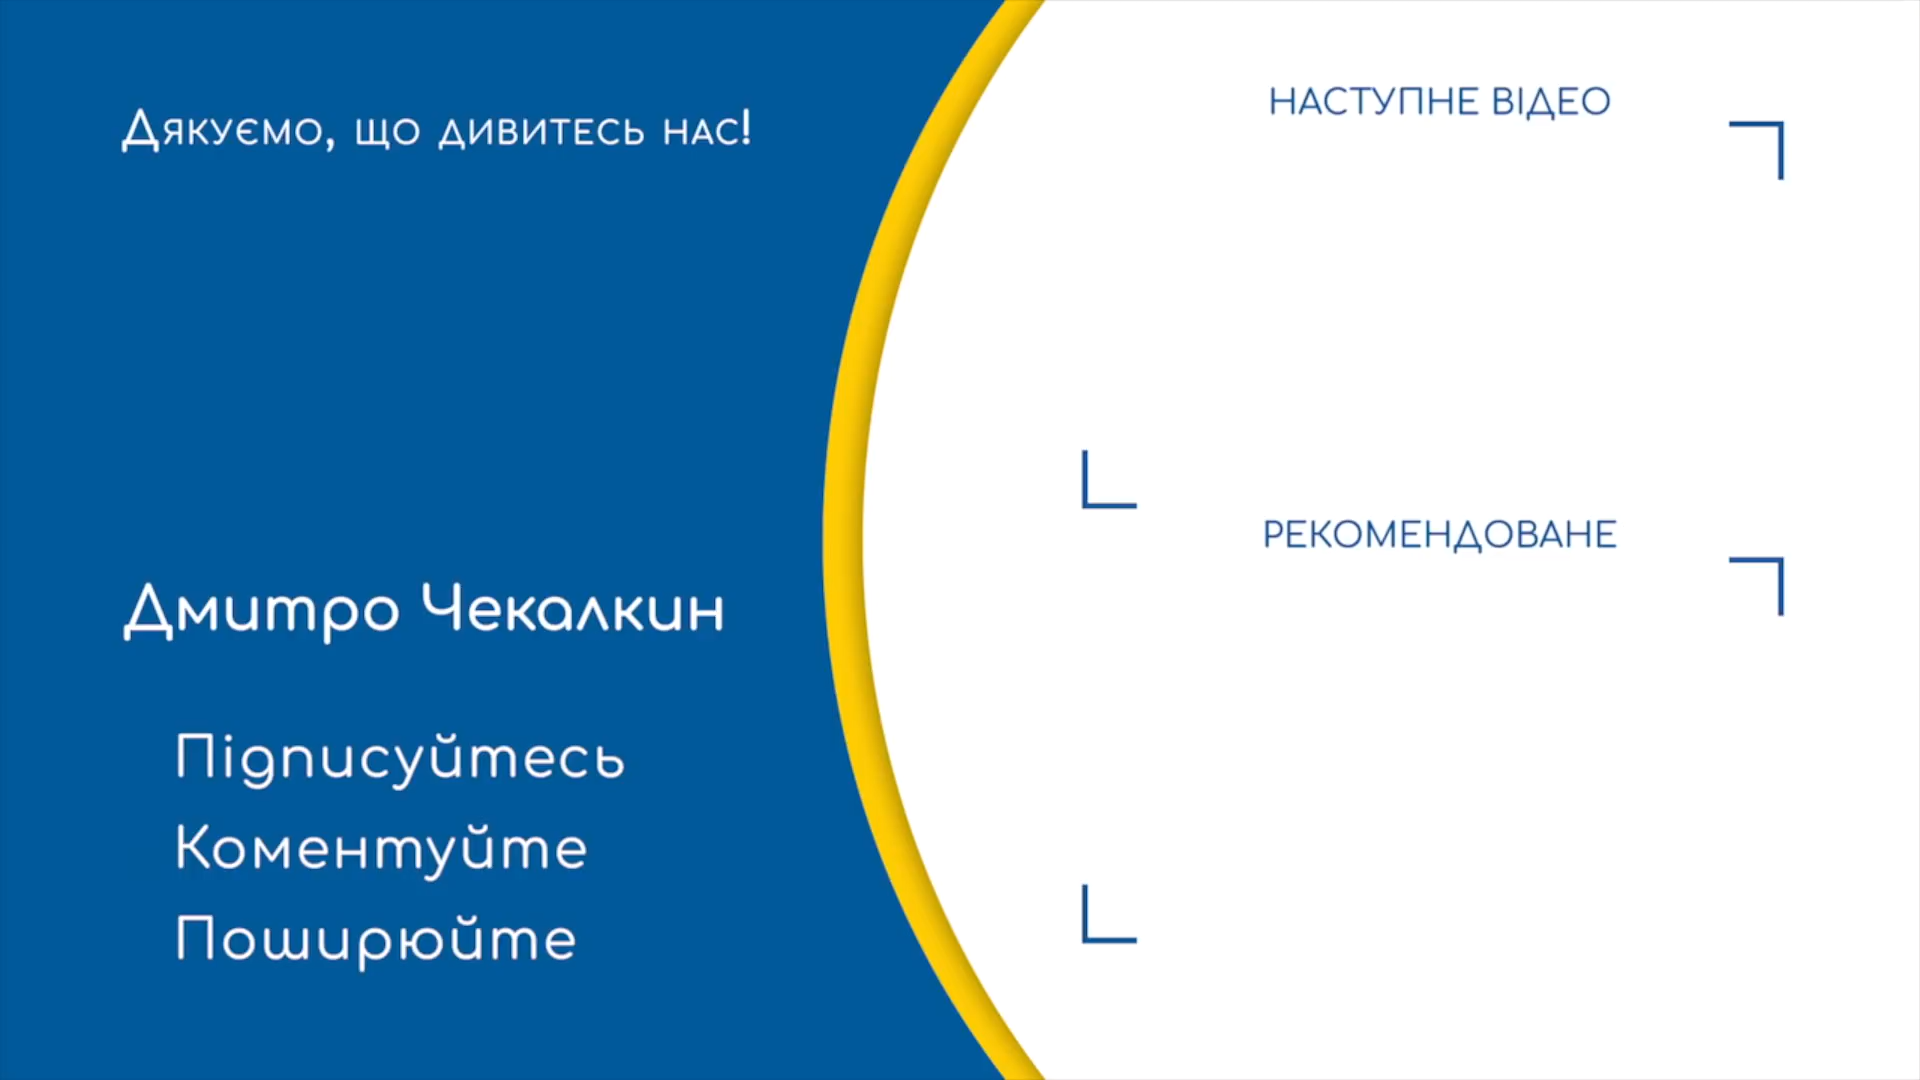 Дякуємо, що дивитесь нас!
Дмитро Чекалкин
Підписуйтесь
Коментуйте
Поширюйте
НАСТУПНЕ ВІДЕО
РЕКОМЕНДОВАНЕ